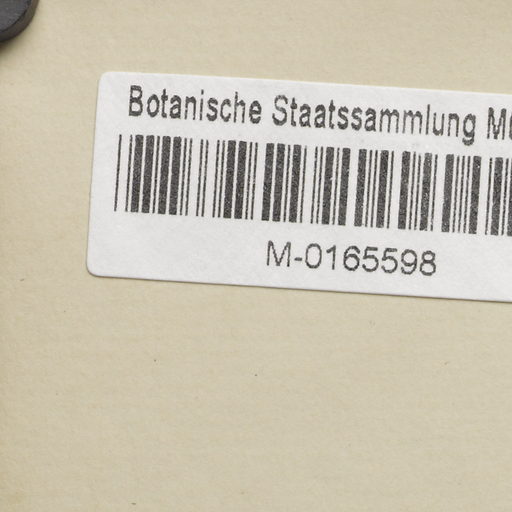 Botanische Staatssammlung
M-0165598